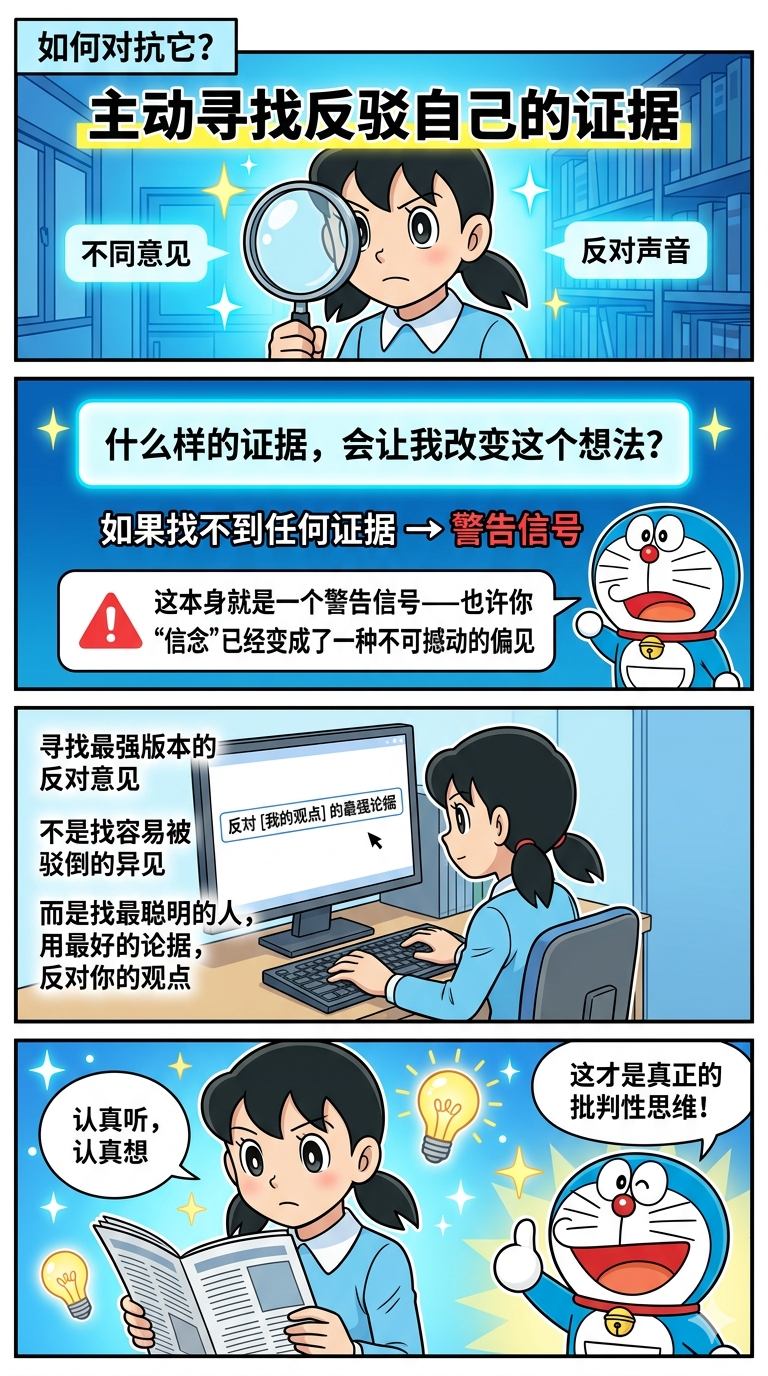 如何对抗它？
主动寻找反驳自己的证据
不同意见
反对声音
什么样的证据，会让我改变这个想法？
如果找不到任何证据 → 警告信号
这本身就是一个警告信号——也许你
“信念”已经变成了一种不可撼动的偏见
寻找最强版本的
反对意见
不是找容易被
驳倒的异见
而是找最聪明的人，
用最好的论据，
反对你的观点
反对 [我的观点] 的最强论据
认真听，
认真想
这才是真正的
批判性思维！